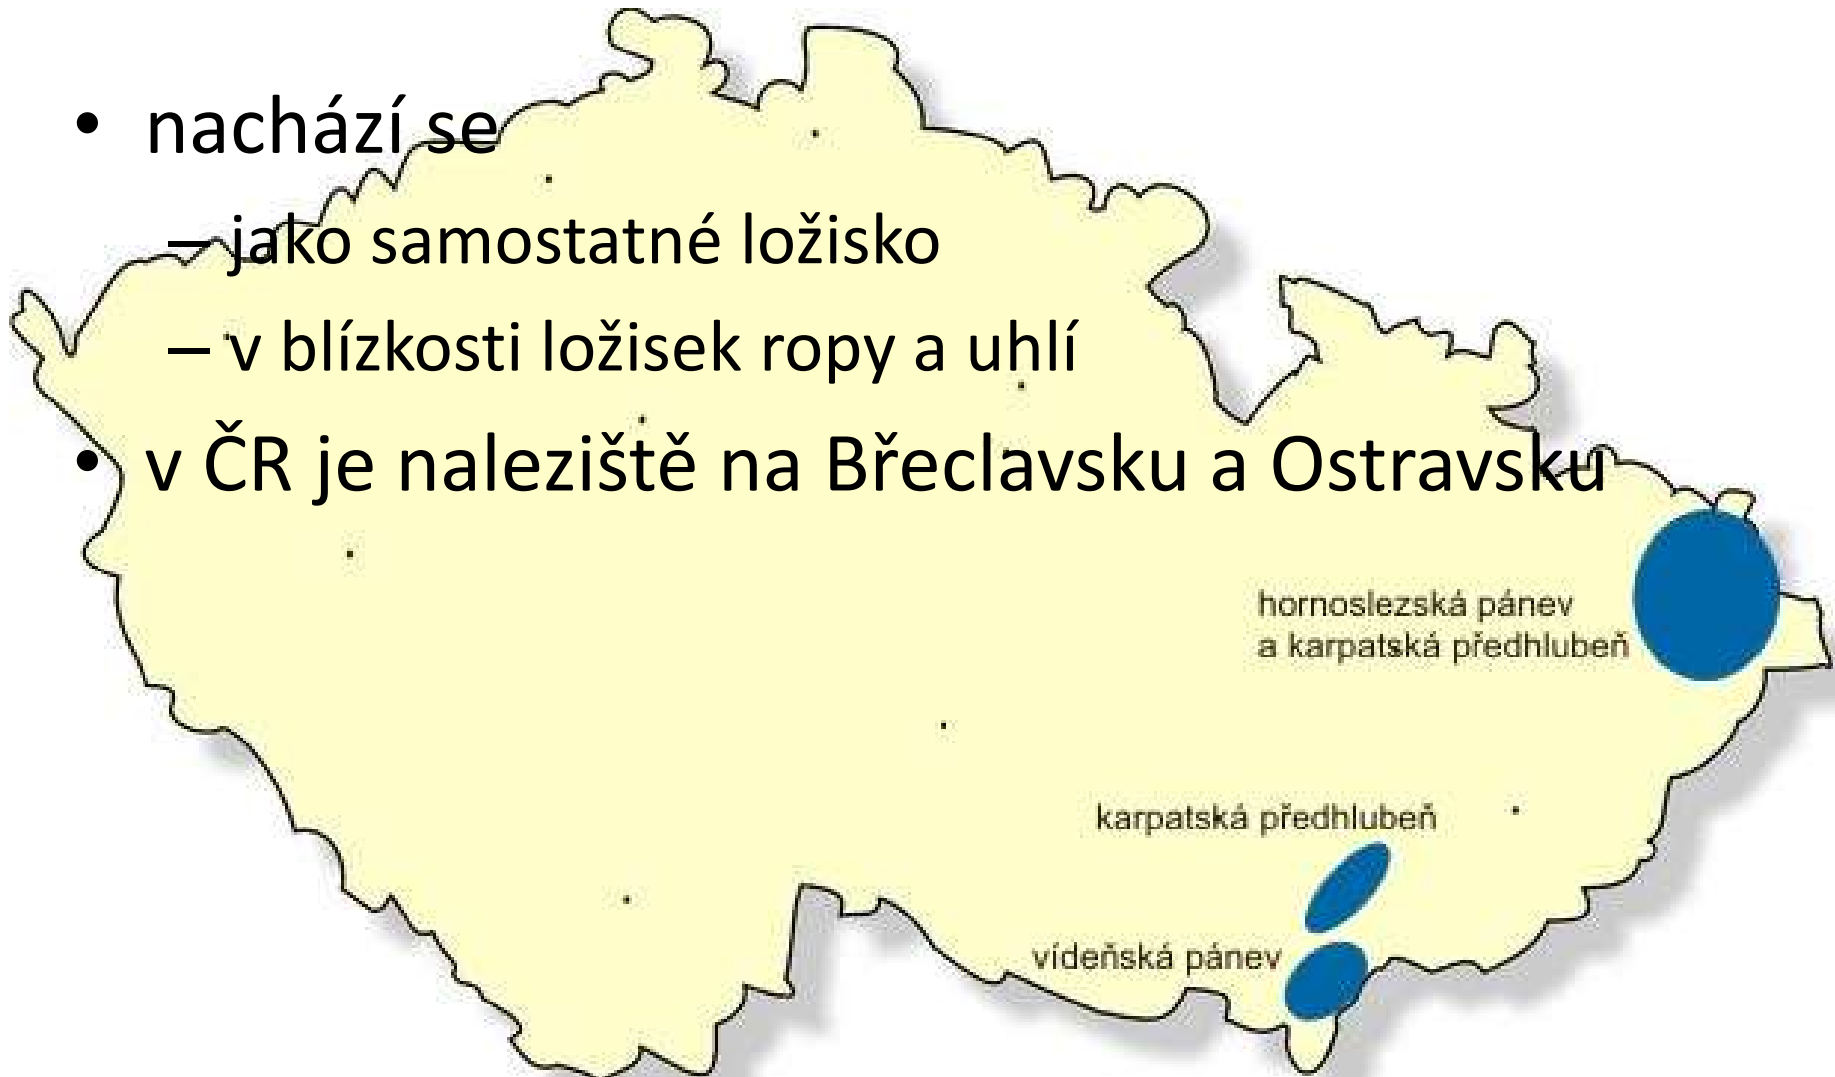 • nachází se
– jako samostatné ložisko
– v blízkosti ložisek ropy a uhlí
• v ČR je naleziště na Břeclavsku a Ostravsku
hornoslezská pánev
a karpatská předhlubeň
karpatská předhlubeň
vídeňská pánev